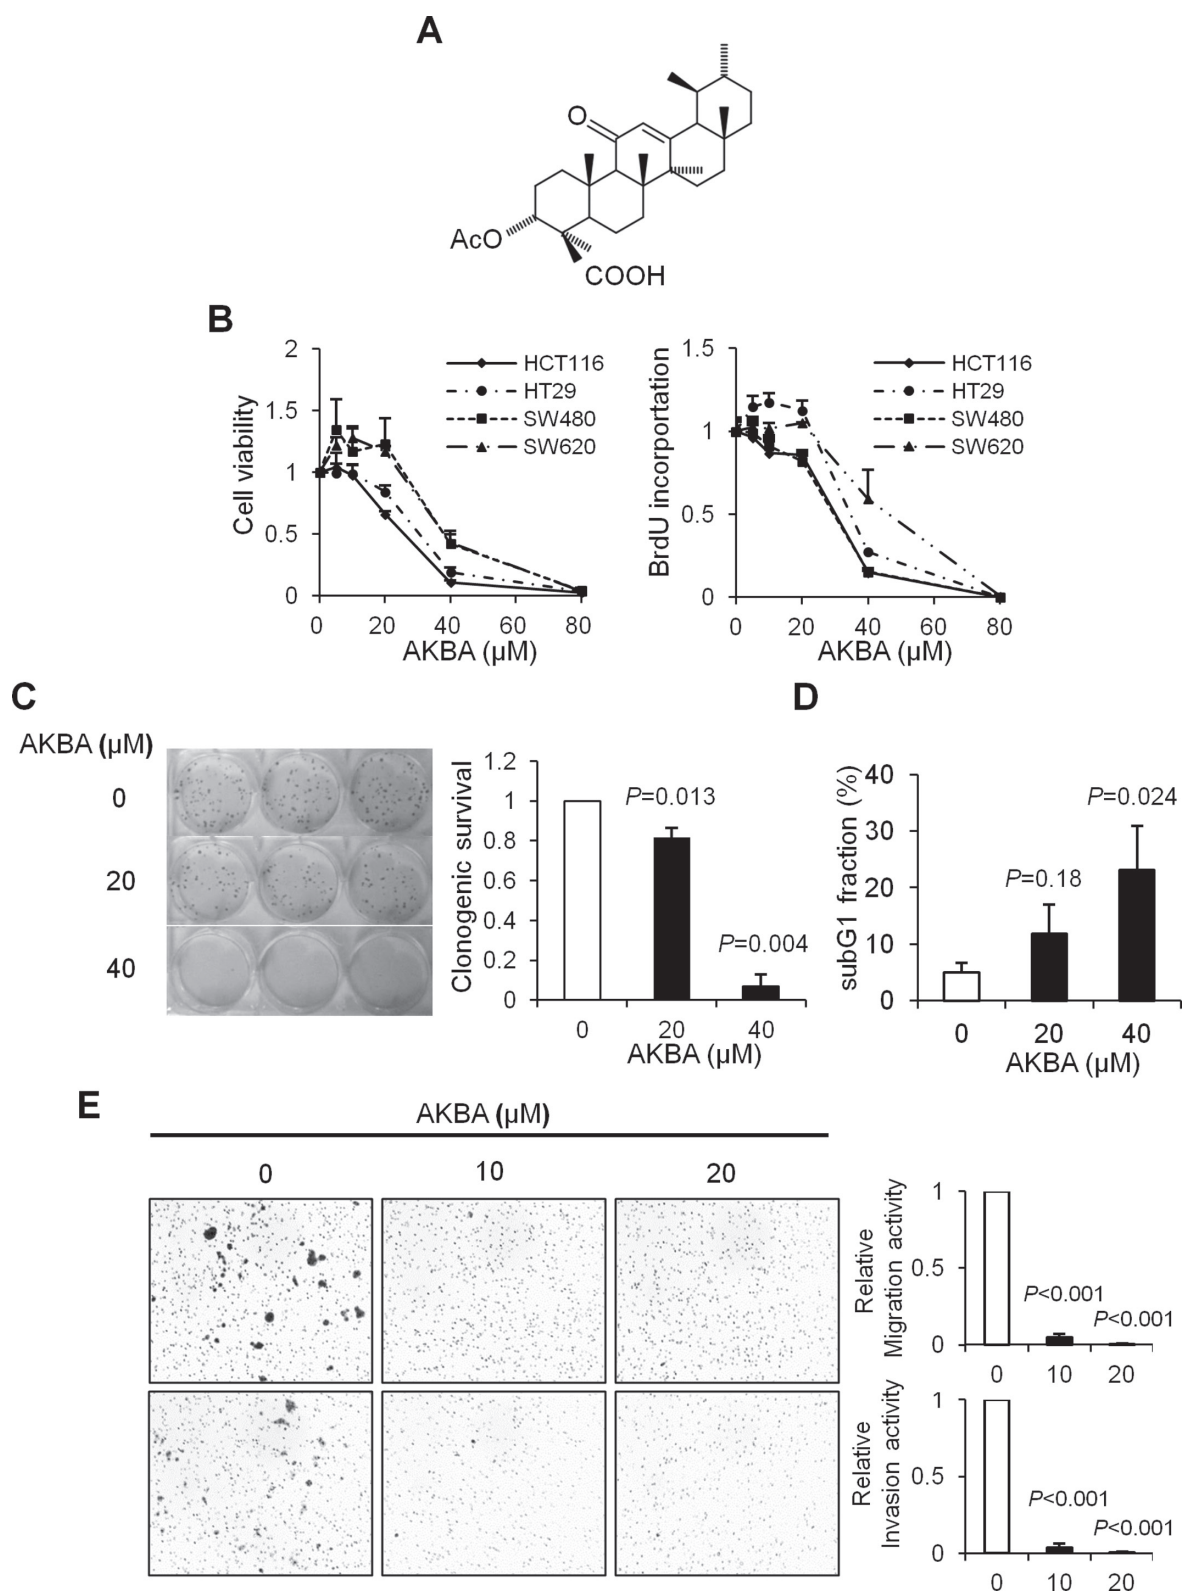 A
O
AcO
COOH
B
2
1.5
1
0.5
0
Cell viability
HCT116
HT29
SW480
SW620
0 20 40 60 80
AKBA (µM)
1.5
1
0.5
0
BrdU incorportation
HCT116
HT29
SW480
SW620
0 20 40 60 80
AKBA (µM)
C
AKBA (µM)
0
20
40
1.2
1
0.8
0.6
0.4
0.2
0
Clonogenic survival
P=0.013
P=0.004
0 20 40
AKBA (µM)
D
40
30
20
10
0
subG1 fraction (%)
P=0.18
P=0.024
0 20 40
AKBA (µM)
E
AKBA (µM)
0 10 20
Relative
Migration activity
1
0.5
0
P<0.001
P<0.001
0 10 20
Relative
Invasion activity
1
0.5
0
P<0.001
P<0.001
0 10 20